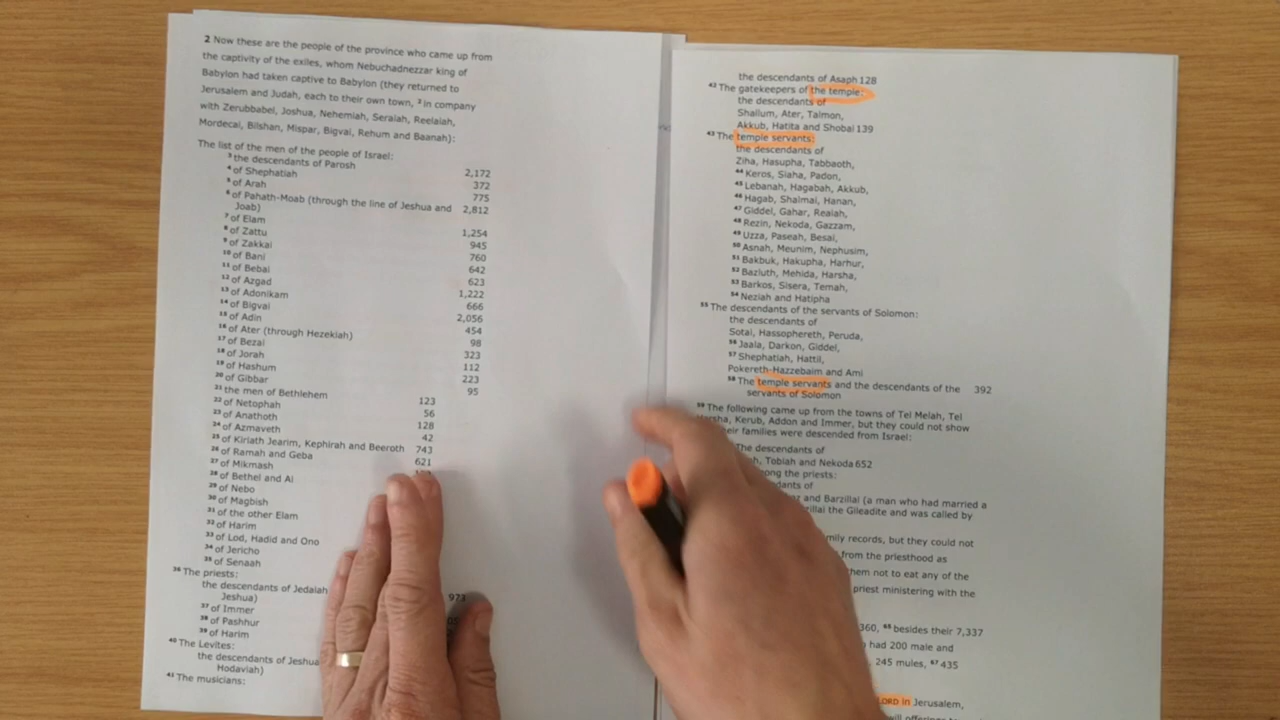 2 Now these are the people of the province who came up from
the captivity of the exiles, whom Nebuchadnezzar king of
Babylon had taken captive to Babylon (they returned to
Jerusalem and Judah, each to their own town, 3 in company
with Zerubbabel, Joshua, Nehemiah, Seraiah, Reelaiah,
Mordecai, Bilshan, Mispar, Bigvai, Rehum and Baanah):
The list of the men of the people of Israel:
3 the descendants of Parosh 2,172
4 of Shephatiah 372
5 of Arah 775
6 of Pahath-Moab (through the line of Jeshua and
Joab) 2,812
7 of Elam 1,254
8 of Zattu 945
9 of Zakkai 760
10 of Bani 642
11 of Bebai 623
12 of Azgad 1,222
13 of Adonikam 666
14 of Bigvai 2,056
15 of Adin 454
16 of Ater (through Hezekiah) 98
17 of Bezai 323
18 of Jorah 112
19 of Hashum 223
20 of Gibbar 95
21 the men of Bethlehem 123
22 of Netophah 56
23 of Anathoth 128
24 of Azmaveth 42
25 of Kiriath Jearim, Kephirah and Beeroth 743
26 of Ramah and Geba 621
27 of Mikmash
28 of Bethel and Ai
29 of Nebo
30 of Magbish
31 of the other Elam
32 of Harim
33 of Lod, Hadid and Ono
34 of Jericho
35 of Senaah
36 The priests:
the descendants of Jedaiah
Jeshua) 973
37 of Immer
38 of Pashhur
39 of Harim
40 The Levites:
the descendants of Jeshua
Hodaviah)
41 The musicians:
the descendants of Asaph 128
42 The gatekeepers of the temple:
the descendants of
Shallum, Ater, Talmon,
Akkub, Hatita and Shobai 139
43 The temple servants:
the descendants of
Ziha, Hasupha, Tabbaoth,
44 Keros, Siaha, Padon,
45 Lebanah, Hagabah, Akkub,
46 Hagab, Shalmai, Hanan,
47 Giddel, Gahar, Reaiah,
48 Rezin, Nekoda, Gazzam,
49 Uzza, Paseah, Besai,
50 Asnah, Meunim, Nephusim,
51 Bakbuk, Hakupha, Harhur,
52 Bazluth, Mehida, Harsha,
53 Barkos, Sisera, Temah,
54 Neziah and Hatipha
55 The descendants of the servants of Solomon:
the descendants of
Sotai, Hassophereth, Peruda,
56 Jaala, Darkon, Giddel,
57 Shephatiah, Hattil,
Pokereth-Hazzebaim and Ami
58 The temple servants and the descendants of the 392
servants of Solomon
59 The following came up from the towns of Tel Melah, Tel
Harsha, Kerub, Addon and Immer, but they could not show
their families were descended from Israel:
The descendants of
Tobiah and Nekoda 652
among the priests:
of
and Barzillai (a man who had married a
the Gileadite and was called by
records, but they could not
from the priesthood as
them not to eat any of the
priest ministering with the
360, 65 besides their 7,337
had 200 male and
245 mules, 67 435
LORD in Jerusalem,
offerings